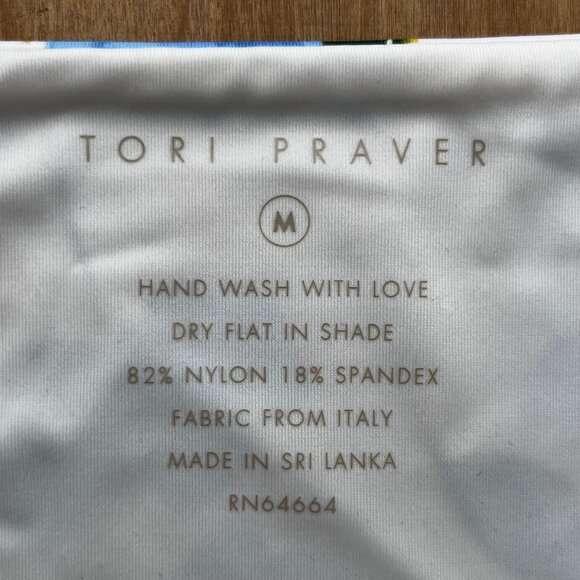 TORI PRAVER
M
HAND WASH WITH LOVE
DRY FLAT IN SHADE
82% NYLON 18% SPANDEX
FABRIC FROM ITALY
MADE IN SRI LANKA
RN64664